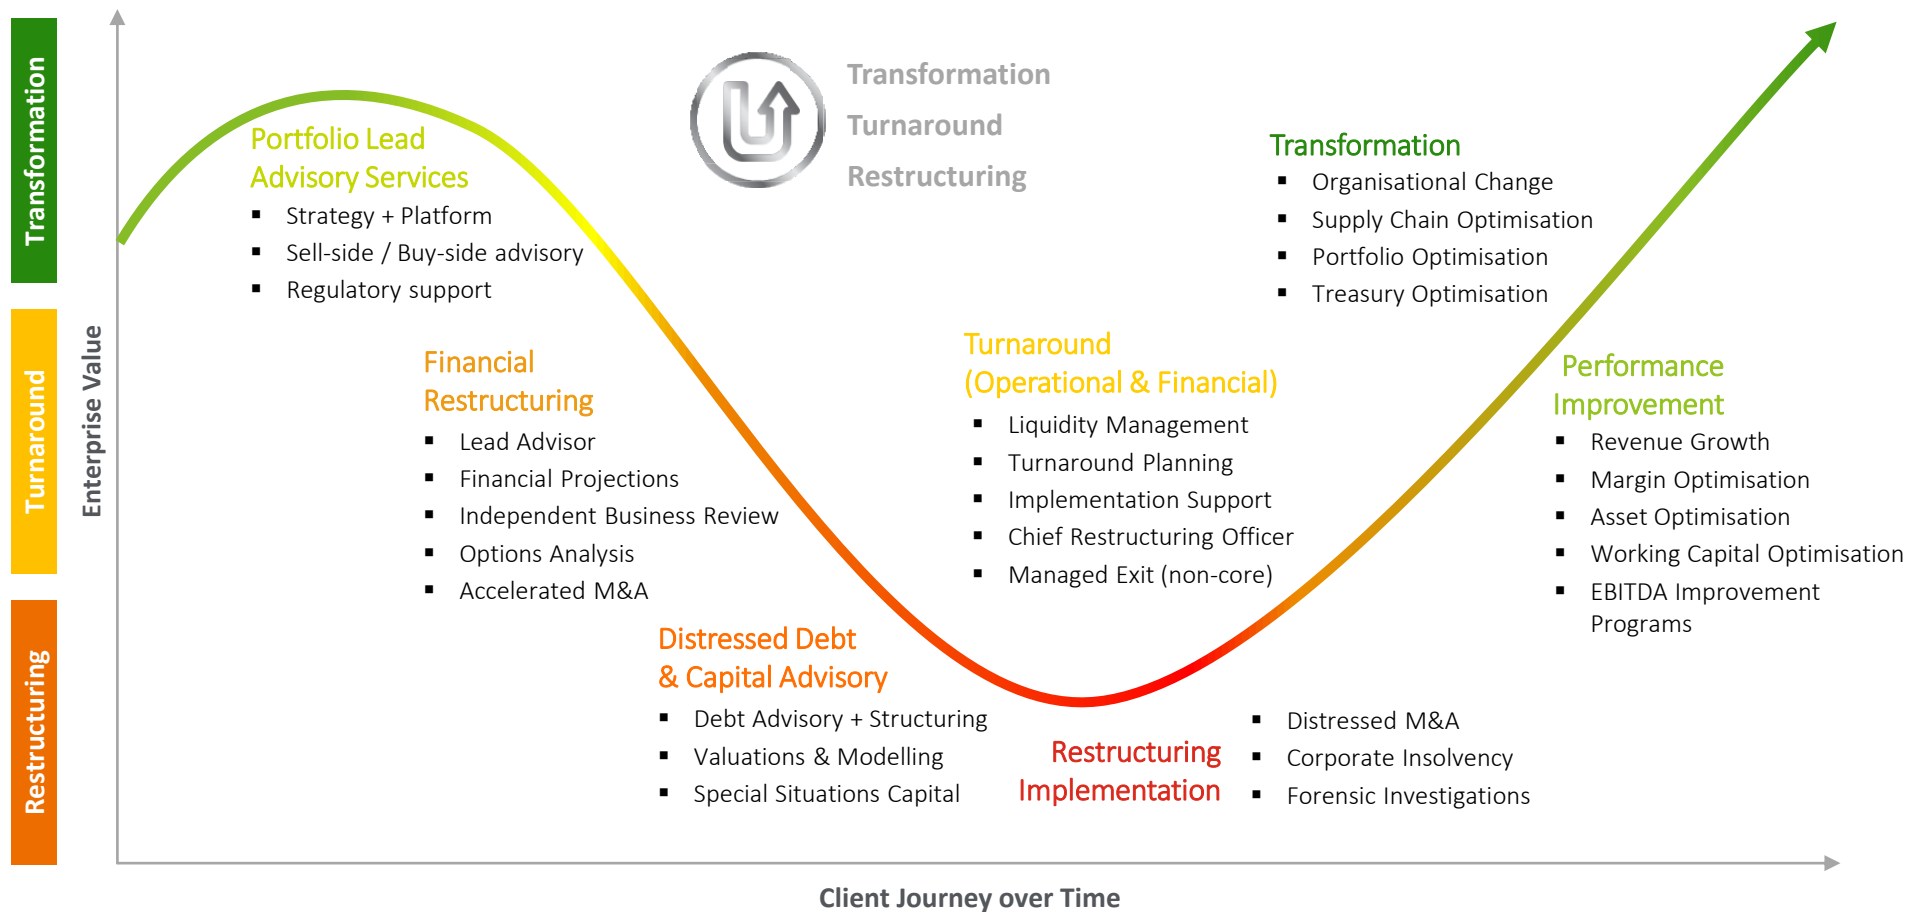 Transformation
Turnaround
Restructuring
Enterprise Value
Transformation
Turnaround
Restructuring
Portfolio Lead
Advisory Services
Strategy + Platform
Sell-side / Buy-side advisory
Regulatory support
Financial
Restructuring
Lead Advisor
Financial Projections
Independent Business Review
Options Analysis
Accelerated M&A
Distressed Debt
& Capital Advisory
Debt Advisory + Structuring
Valuations & Modelling
Special Situations Capital
Restructuring
Implementation
Distressed M&A
Corporate Insolvency
Forensic Investigations
Turnaround
(Operational & Financial)
Liquidity Management
Turnaround Planning
Implementation Support
Chief Restructuring Officer
Managed Exit (non-core)
Transformation
Organisational Change
Supply Chain Optimisation
Portfolio Optimisation
Treasury Optimisation
Performance
Improvement
Revenue Growth
Margin Optimisation
Asset Optimisation
Working Capital Optimisation
EBITDA Improvement
Programs
Client Journey over Time